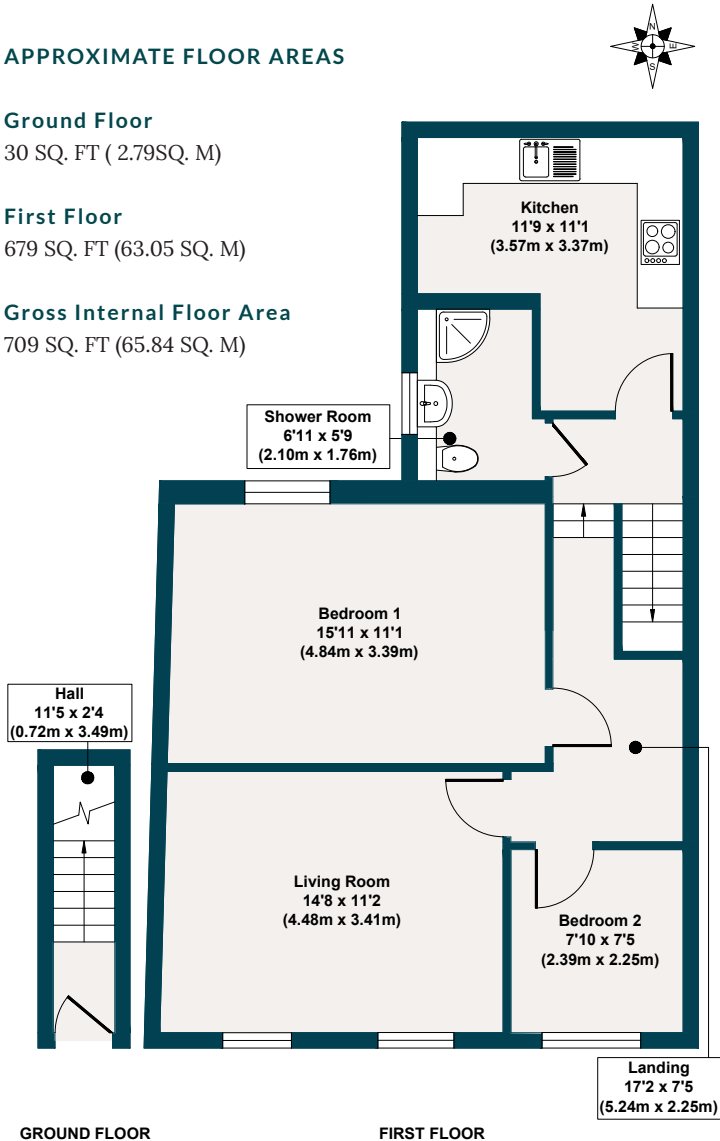 N
W
E
S
APPROXIMATE FLOOR AREAS
Ground Floor
30 SQ. FT ( 2.79SQ. M)
First Floor
679 SQ. FT (63.05 SQ. M)
Gross Internal Floor Area
709 SQ. FT (65.84 SQ. M)
Kitchen
11'9 x 11'1
(3.57m x 3.37m)
Shower Room
6'11 x 5'9
(2.10m x 1.76m)
Bedroom 1
15'11 x 11'1
(4.84m x 3.39m)
Hall
11'5 x 2'4
(0.72m x 3.49m)
Living Room
14'8 x 11'2
(4.48m x 3.41m)
Bedroom 2
7'10 x 7'5
(2.39m x 2.25m)
Landing
17'2 x 7'5
(5.24m x 2.25m)
GROUND FLOOR
FIRST FLOOR